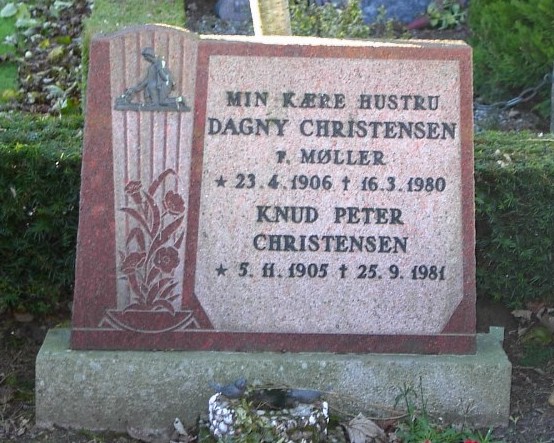 MIN KÆRE HUSTRU
DAGNY CHRISTENSEN
F. MØLLER
★ 23. 4. 1906 † 16. 3. 1980
KNUD PETER
CHRISTENSEN
★ 5. 11. 1905 † 25. 9. 1981